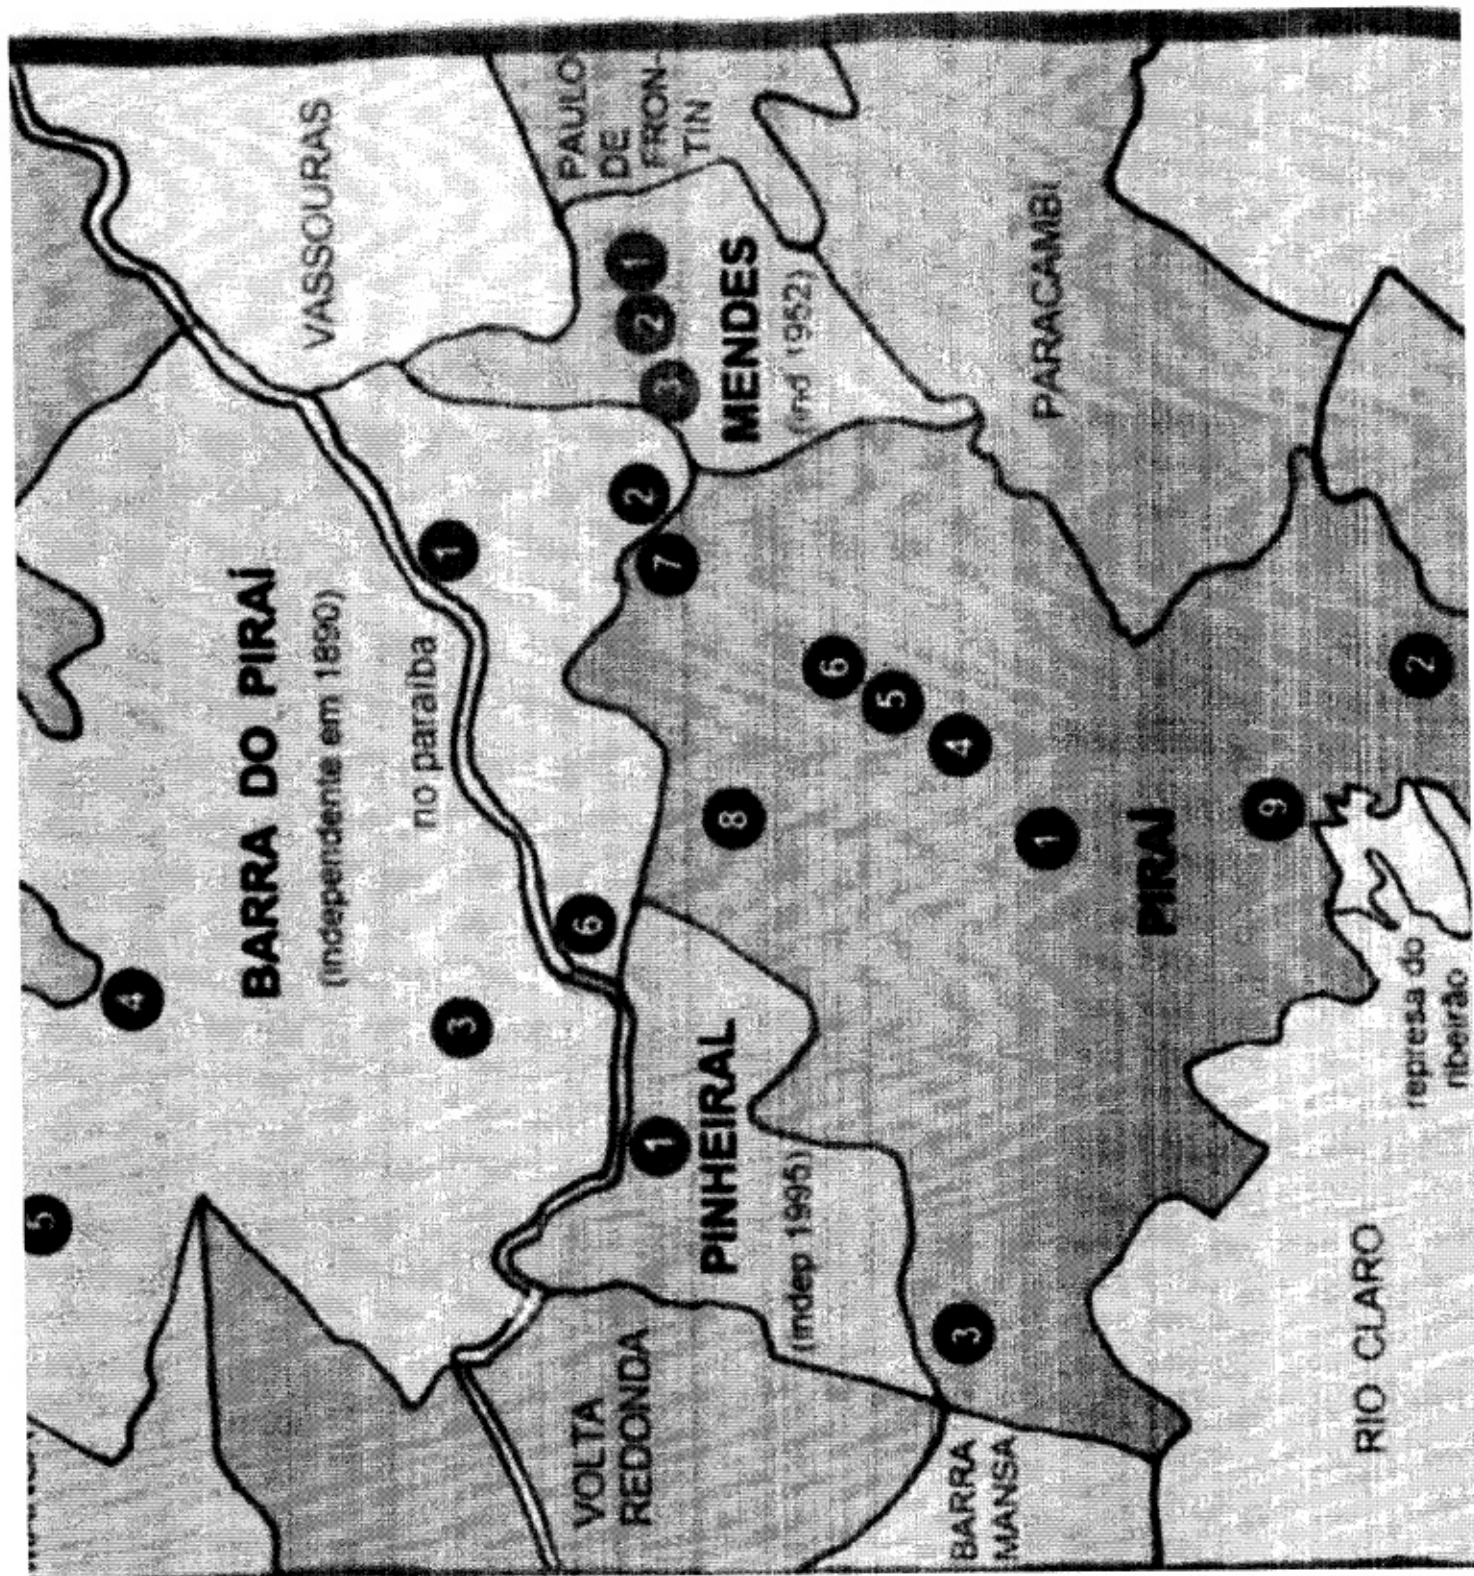 5
4
BARRA DO PIRAÍ
(independente em 1890)
VASSOURAS
rio paraíba
3
1
PAULO
DE
FRON-
TIN
6
2
3 2 1
MENDES
(ind 1952)
VOLTA
REDONDA
1
PINHEIRAL
(indep 1995)
7
8
6
5
4
3
1
BARRA
MANSA
PARACAMBI
PIRAÍ
9
2
RIO CLARO
represa do
ribeirão